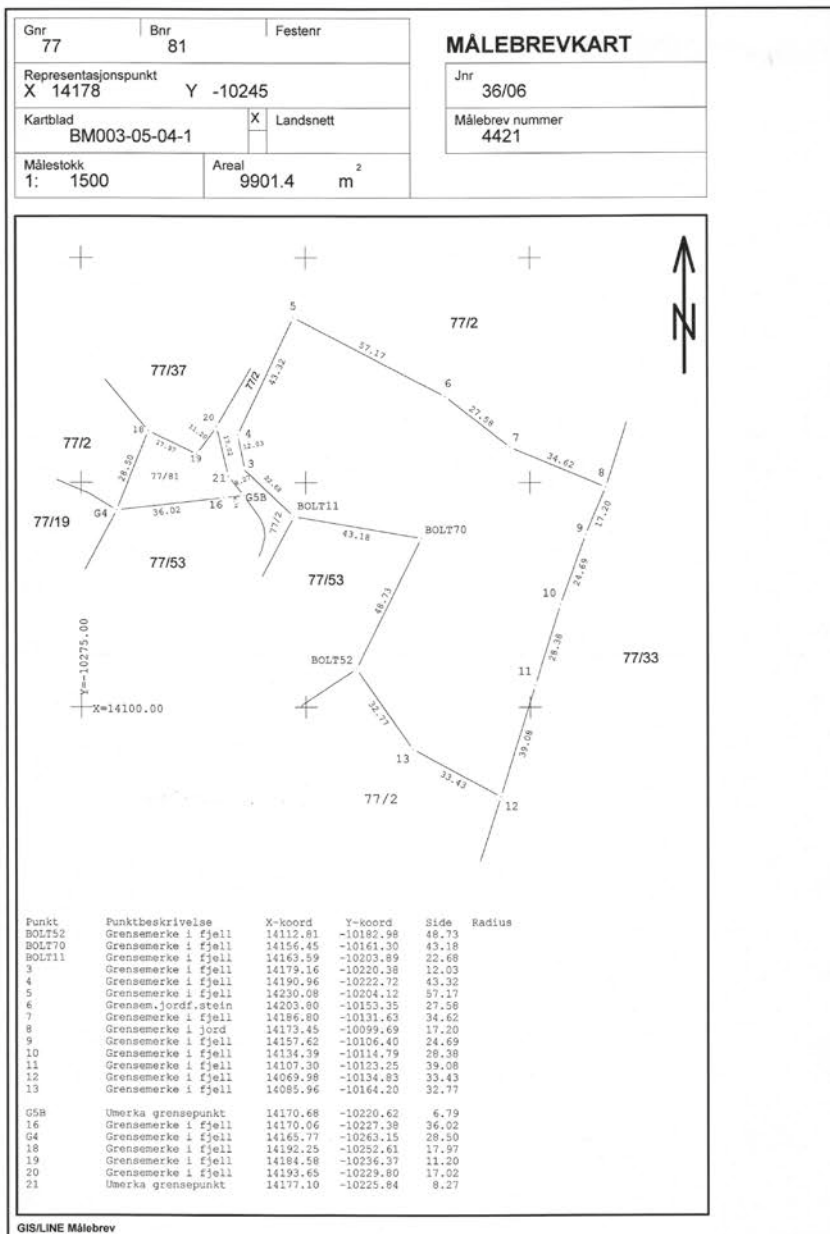 Gnr Bnr Festenr
77 81
MÅLEBREVKART
Representasjonspunkt
X 14178 Y -10245
Jnr
36/06
Kartblad X Landsnett
BM003-05-04-1
Målebrev nummer
4421
Målestokk Areal
1: 1500 9901.4 m²
N
5
77/2
57.17
77/37
43.32
77/2
6
20
27.58
18
11.20
4
7
77/2
17.97
17.02
12.03
34.62
19
3
8
28.50
77/81
21
8.27
22.68
17.20
G5B
G4
36.02
16
BOLT11
77/19
77/2
9
43.18
BOLT70
77/53
24.69
77/53
10
48.73
28.38
Y=-10275.00
BOLT52
77/33
11
X=14100.00
32.77
39.08
13
33.43
77/2
12
Punkt Punktbeskrivelse X-koord Y-koord Side Radius
BOLT52 Grensemerke i fjell 14112.81 -10182.98 48.73
BOLT70 Grensemerke i fjell 14156.45 -10161.30 43.18
BOLT11 Grensemerke i fjell 14163.59 -10203.89 22.68
3 Grensemerke i fjell 14179.16 -10220.38 12.03
4 Grensemerke i fjell 14190.96 -10222.72 43.32
5 Grensemerke i fjell 14230.08 -10204.12 57.17
6 Grensem.jordf.stein 14203.80 -10153.35 27.58
7 Grensemerke i fjell 14186.80 -10131.63 34.62
8 Grensemerke i jord 14173.45 -10099.69 17.20
9 Grensemerke i fjell 14157.62 -10106.40 24.69
10 Grensemerke i fjell 14134.39 -10114.79 28.38
11 Grensemerke i fjell 14107.30 -10123.25 39.08
12 Grensemerke i fjell 14069.98 -10134.83 33.43
13 Grensemerke i fjell 14085.96 -10164.20 32.77
G5B Umerka grensepunkt 14170.68 -10220.62 6.79
16 Grensemerke i fjell 14170.06 -10227.38 36.02
G4 Grensemerke i fjell 14165.77 -10263.15 28.50
18 Grensemerke i fjell 14192.25 -10252.61 17.97
19 Grensemerke i fjell 14184.58 -10236.37 11.20
20 Grensemerke i fjell 14193.65 -10229.80 17.02
21 Umerka grensepunkt 14177.10 -10225.84 8.27
GIS/LINE Målebrev